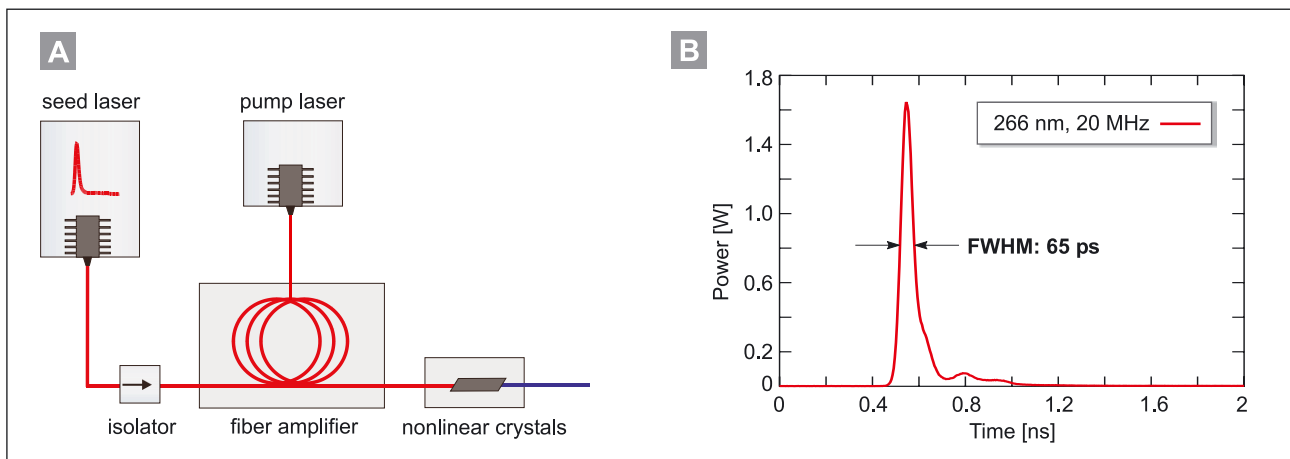 A
seed laser
pump laser
isolator
fiber amplifier
nonlinear crystals
B
1.8
1.4
1.0
0.6
0.2
0
Power [W]
266 nm, 20 MHz
FWHM: 65 ps
0
0.4
0.8
1.2
1.6
2
Time [ns]